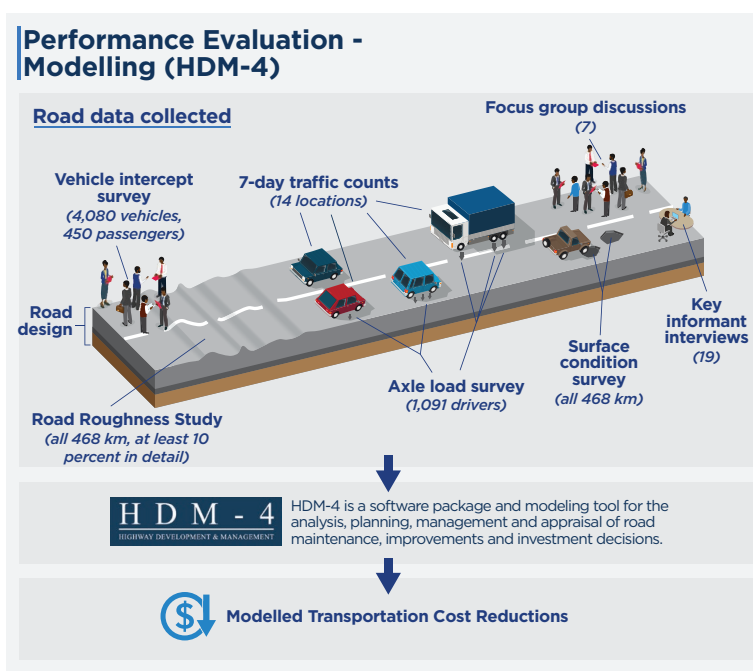 Performance Evaluation -
Modelling (HDM-4)
Road data collected
Focus group discussions
(7)
Vehicle intercept
survey
(4,080 vehicles,
450 passengers)
7-day traffic counts
(14 locations)
Road
design
Key
informant
interviews
(19)
Surface
condition
survey
(all 468 km)
Axle load survey
(1,091 drivers)
Road Roughness Study
(all 468 km, at least 10
percent in detail)
HDM-4
HIGHWAY DEVELOPMENT & MANAGEMENT
HDM-4 is a software package and modeling tool for the
analysis, planning, management and appraisal of road
maintenance, improvements and investment decisions.
$
Modelled Transportation Cost Reductions